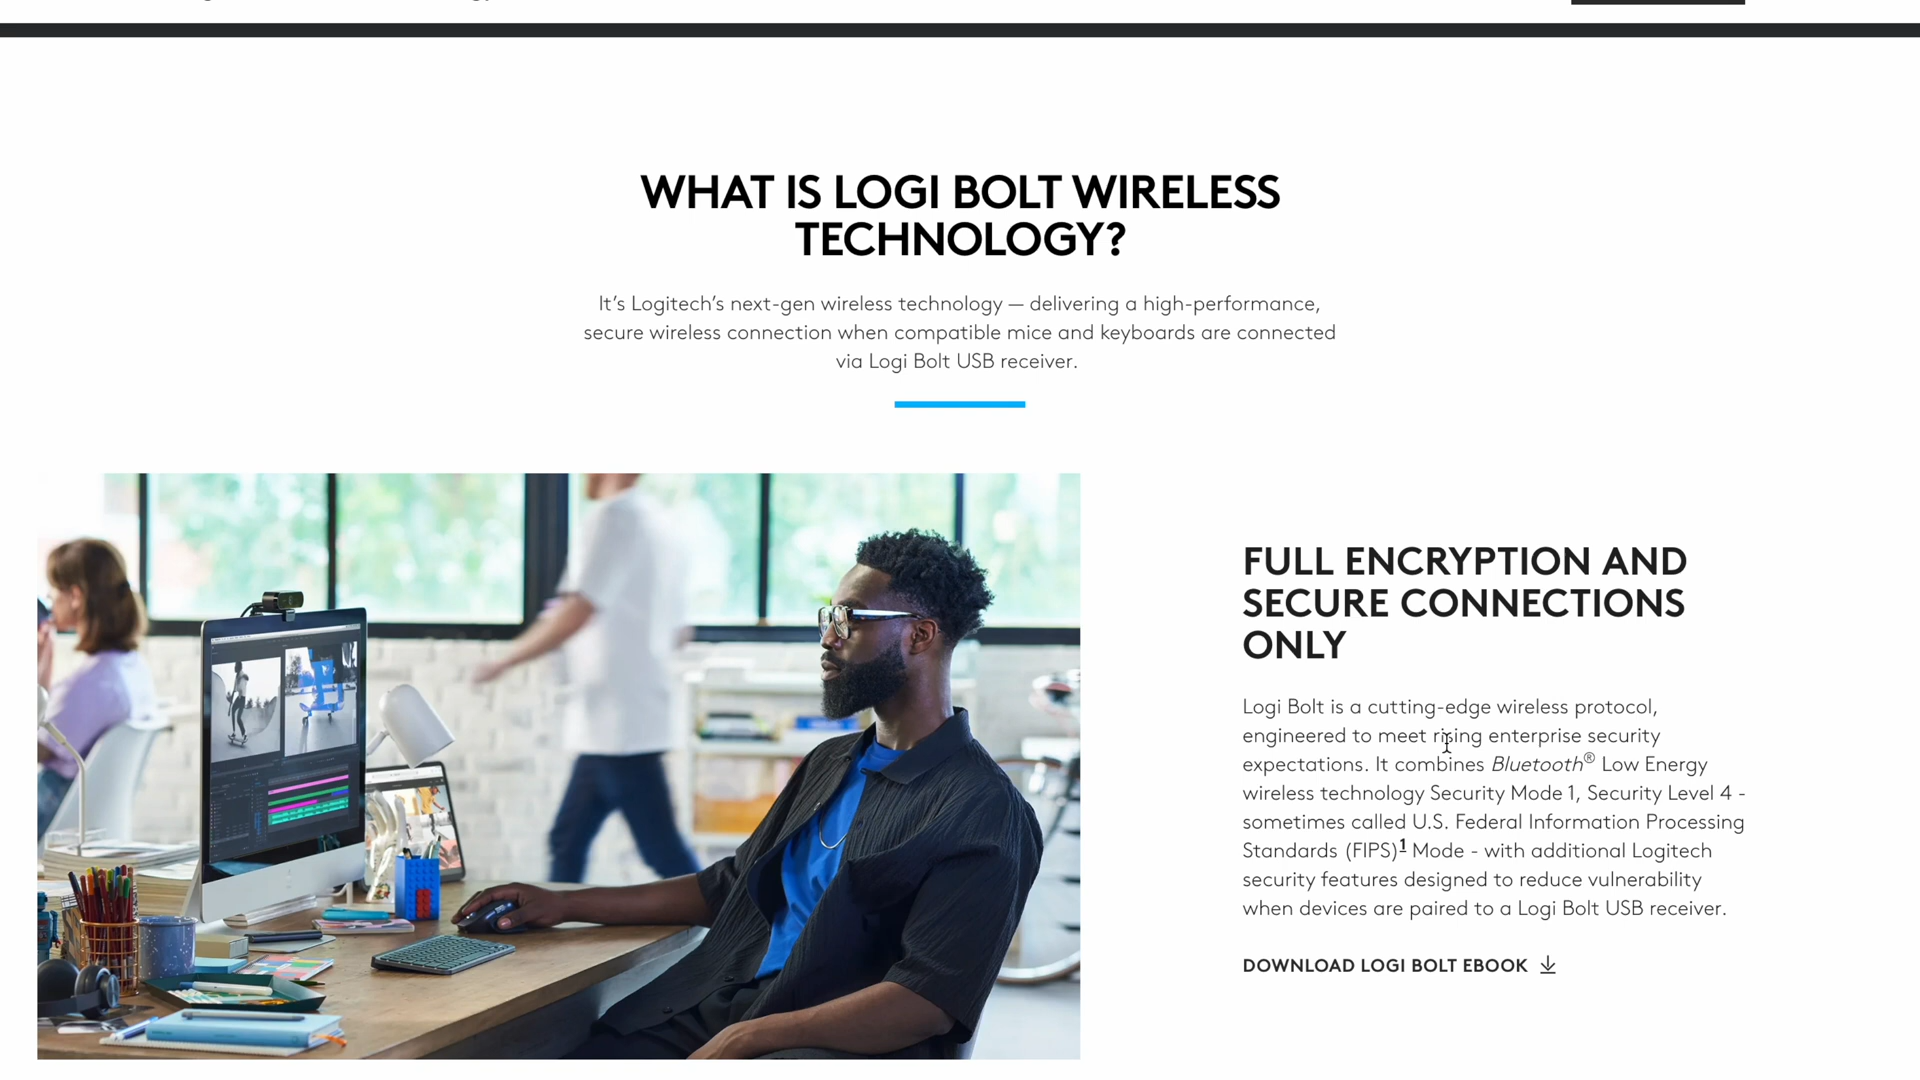 WHAT IS LOGI BOLT WIRELESS
TECHNOLOGY?
It’s Logitech’s next-gen wireless technology — delivering a high-performance,
secure wireless connection when compatible mice and keyboards are connected
via Logi Bolt USB receiver.
FULL ENCRYPTION AND
SECURE CONNECTIONS
ONLY
Logi Bolt is a cutting-edge wireless protocol,
engineered to meet rising enterprise security
expectations. It combines Bluetooth® Low Energy
wireless technology Security Mode 1, Security Level 4 -
sometimes called U.S. Federal Information Processing
Standards (FIPS)¹ Mode - with additional Logitech
security features designed to reduce vulnerability
when devices are paired to a Logi Bolt USB receiver.
DOWNLOAD LOGI BOLT EBOOK